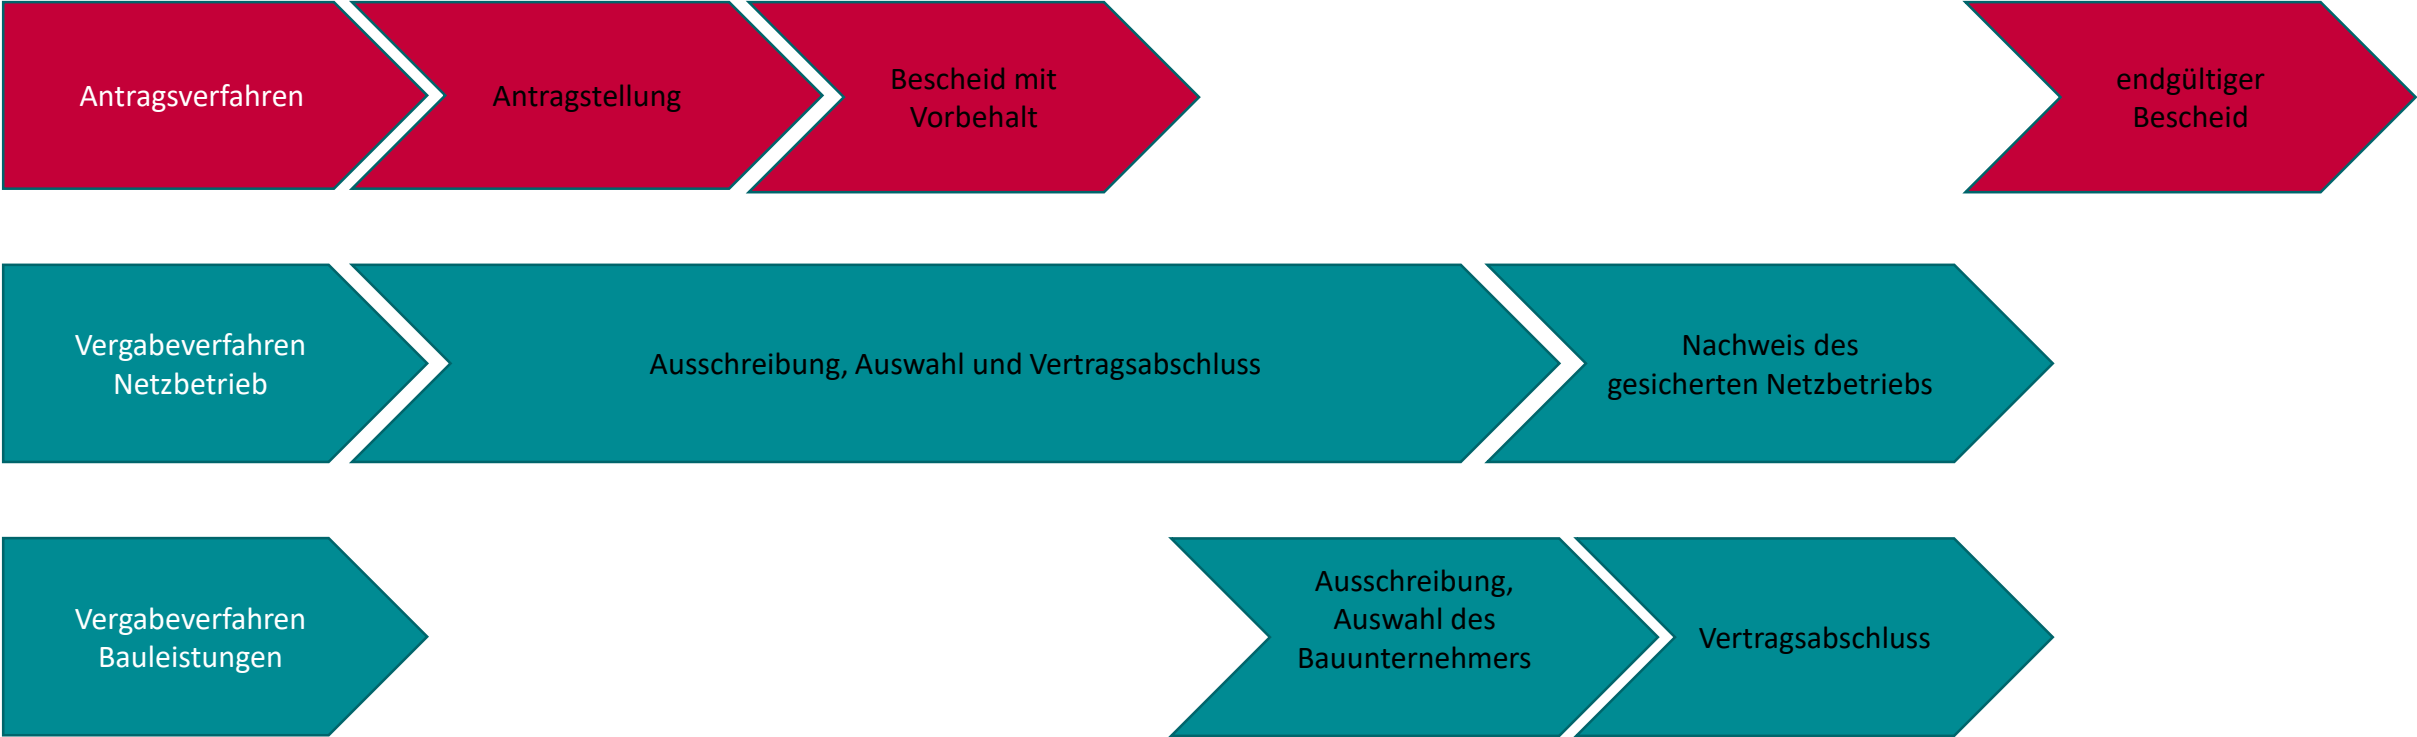 Antragsverfahren
Antragstellung
Bescheid mit
Vorbehalt
endgültiger
Bescheid
Vergabeverfahren
Netzbetrieb
Ausschreibung, Auswahl und Vertragsabschluss
Nachweis des
gesicherten Netzbetriebs
Vergabeverfahren
Bauleistungen
Ausschreibung,
Auswahl des
Bauunternehmers
Vertragsabschluss